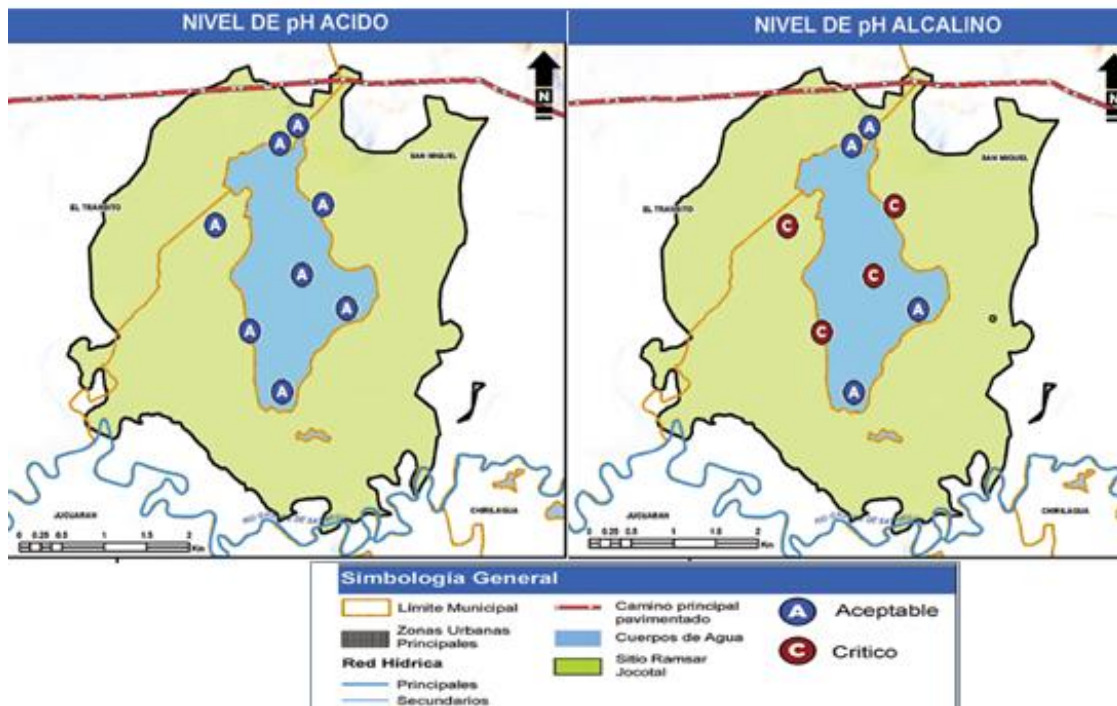 NIVEL DE pH ACIDO
N
SAN MIGUEL
EL TRANSITO
A
A
A
A
A
A
A
A
JUCUARAN
CHIRILAGUA
0 0.25 0.5 1 1.5 2
Km
NIVEL DE pH ALCALINO
N
SAN MIGUEL
EL TRANSITO
A
A
C
C
C
A
C
A
JUCUARAN
CHIRILAGUA
0 0.25 0.5 1 1.5 2
Km
Simbología General
Límite Municipal
Zonas Urbanas
Principales
Red Hídrica
Principales
Secundarios
Camino principal
pavimentado
Cuerpos de Agua
Sitio Ramsar
Jocotal
A Aceptable
C Critico